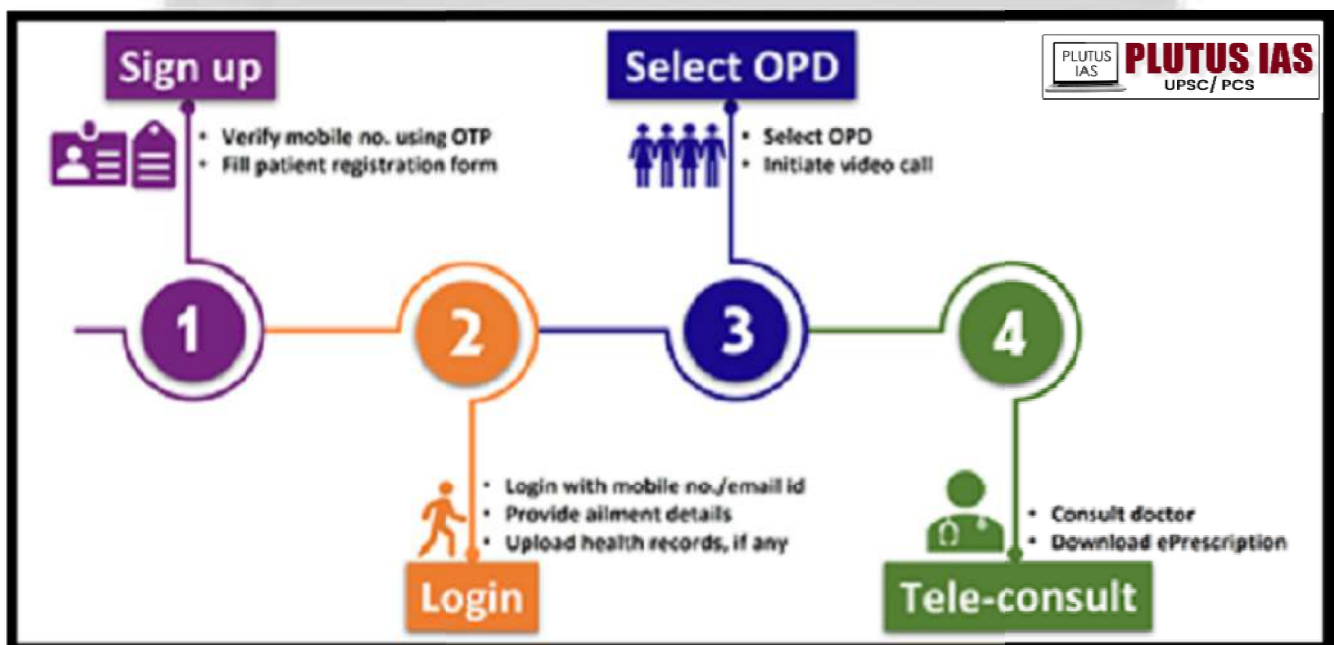 Sign up
• Verify mobile no. using OTP
• Fill patient registration form
Select OPD
• Select OPD
• Initiate video call
PLUTUS
IAS
PLUTUS IAS
UPSC/ PCS
1
2
3
4
• Login with mobile no./email id
• Provide ailment details
• Upload health records, if any
Login
• Consult doctor
• Download ePrescription
Tele-consult